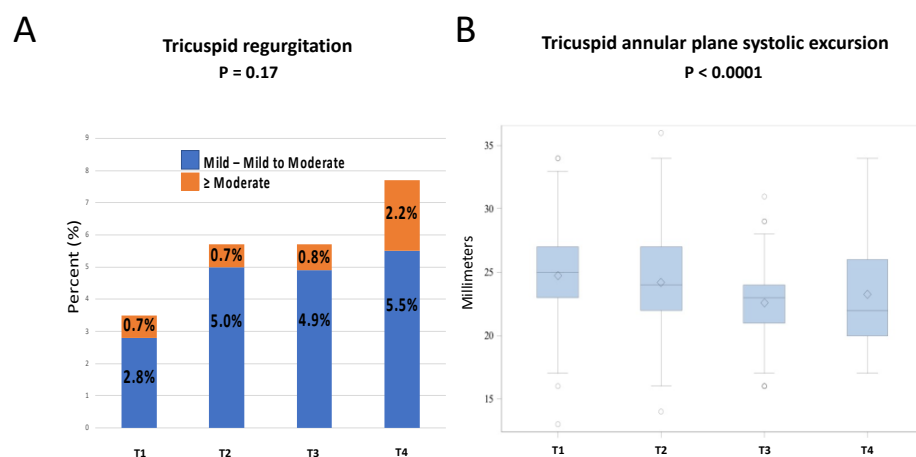 A
Tricuspid regurgitation
P = 0.17
Percent (%)
9
8
7
6
5
4
3
2
1
0
Mild – Mild to Moderate
≥ Moderate
0.7%
2.8%
0.7%
5.0%
0.8%
4.9%
2.2%
5.5%
T1
T2
T3
T4
B
Tricuspid annular plane systolic excursion
P < 0.0001
Millimeters
35
30
25
20
15
T1
T2
T3
T4